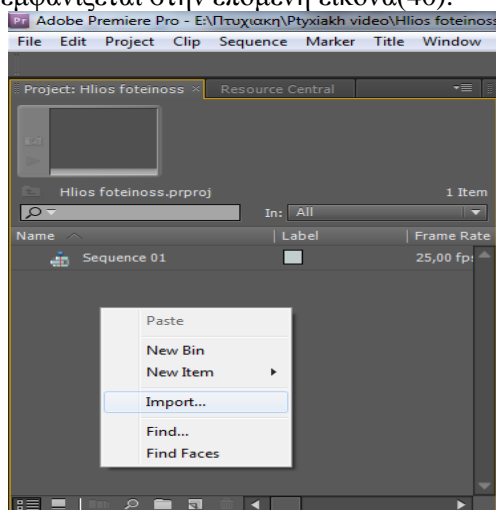 εμφανίζεται στην επόμενη εικόνα(40).
Pr Adobe Premiere Pro - E:\Πτυχιακη\Ptyxiakh video\Hlios foteinoss
File Edit Project Clip Sequence Marker Title Window
Project: Hlios foteinoss × Resource Central
Hlios foteinoss.prproj 1 Item
In: All
Name Label Frame Rate
Sequence 01 25,00 fps
Paste
New Bin
New Item
Import...
Find...
Find Faces